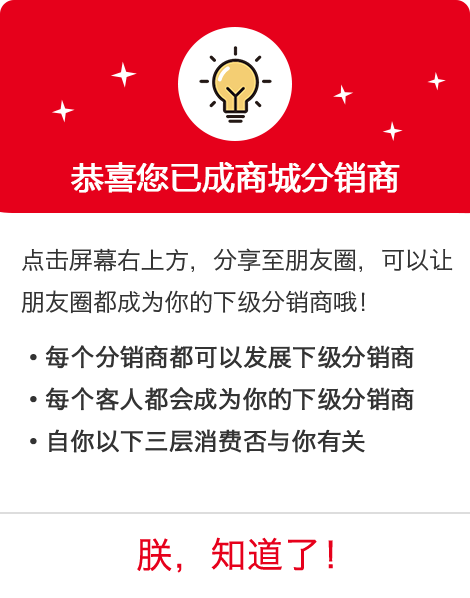 恭喜您已成商城分销商
点击屏幕右上方，分享至朋友圈，可以让
朋友圈都成为你的下级分销商哦！
• 每个分销商都可以发展下级分销商
• 每个客人都会成为你的下级分销商
• 自你以下三层消费否与你有关
朕，知道了！